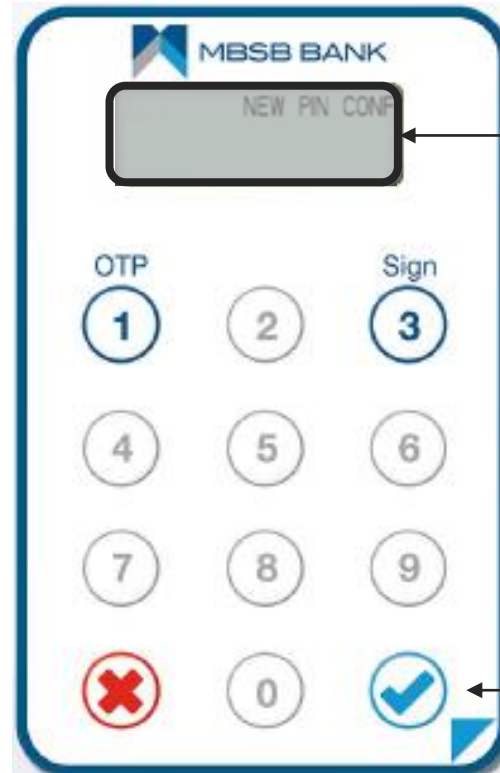 MBSB BANK
NEW PIN CONF
OTP Sign
1 2 3
4 5 6
7 8 9
0